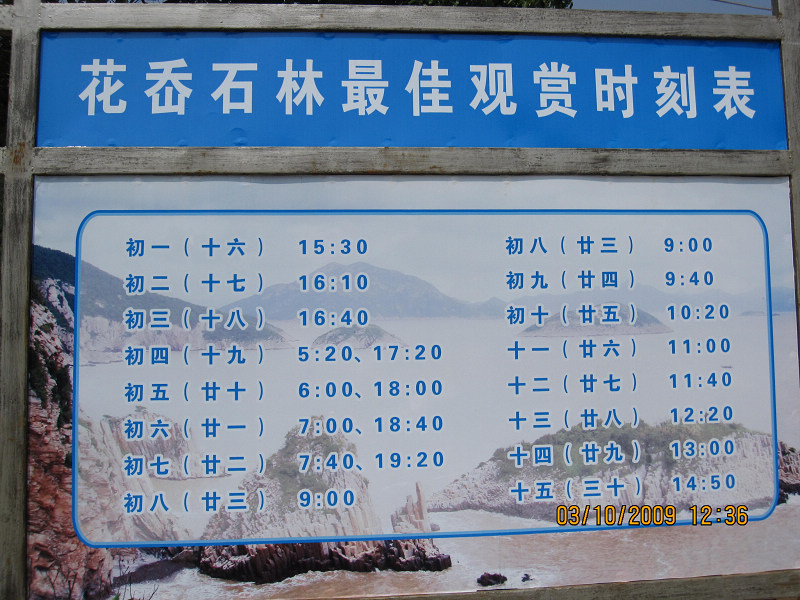 花岙石林最佳观赏时刻表
初一(十六) 15:30
初二(十七) 16:10
初三(十八) 16:40
初四(十九) 5:20、17:20
初五(廿十) 6:00、18:00
初六(廿一) 7:00、18:40
初七(廿二) 7:40、19:20
初八(廿三) 9:00
初八(廿三) 9:00
初九(廿四) 9:40
初十(廿五) 10:20
十一(廿六) 11:00
十二(廿七) 11:40
十三(廿八) 12:20
十四(廿九) 13:00
十五(三十) 14:50
03/10/2009 12:36